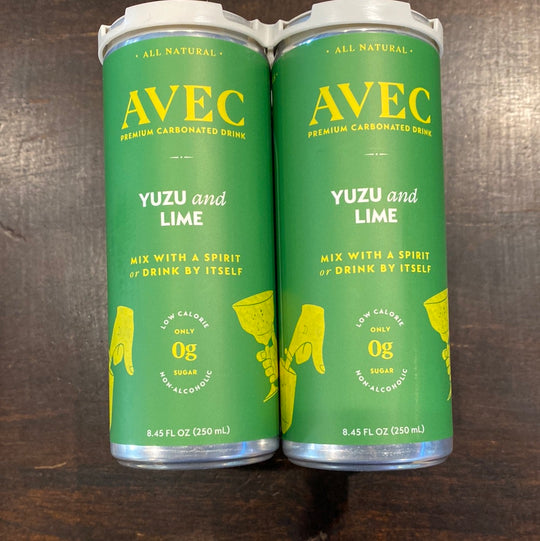 · ALL NATURAL ·
AVEC
PREMIUM CARBONATED DRINK
YUZU and
LIME
MIX WITH A SPIRIT
or DRINK BY ITSELF
LOW CALORIE
ONLY
0g
SUGAR
NON-ALCOHOLIC
8.45 FL OZ (250 mL)
· ALL NATURAL ·
AVEC
PREMIUM CARBONATED DRINK
YUZU and
LIME
MIX WITH A SPIRIT
or DRINK BY ITSELF
LOW CALORIE
ONLY
0g
SUGAR
NON-ALCOHOLIC
8.45 FL OZ (250 mL)